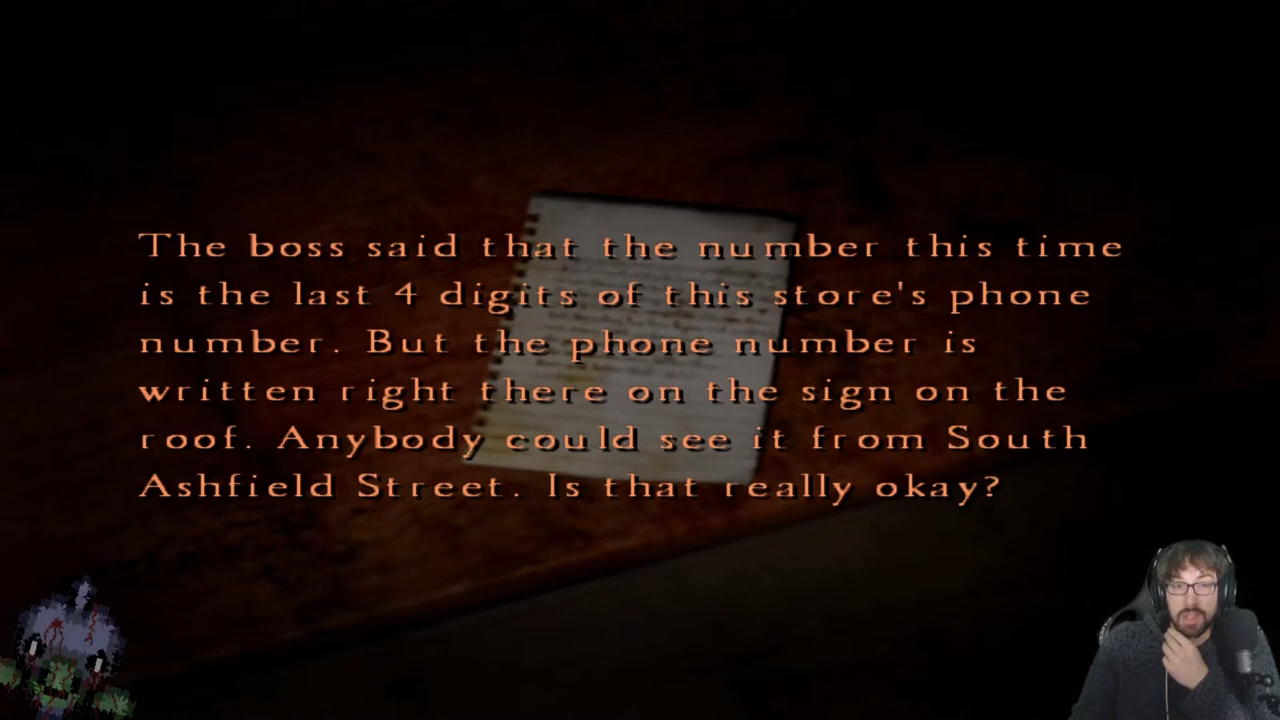 The boss said that the number this time
is the last 4 digits of this store's phone
number. But the phone number is
written right there on the sign on the
roof. Anybody could see it from South
Ashfield Street. Is that really okay?